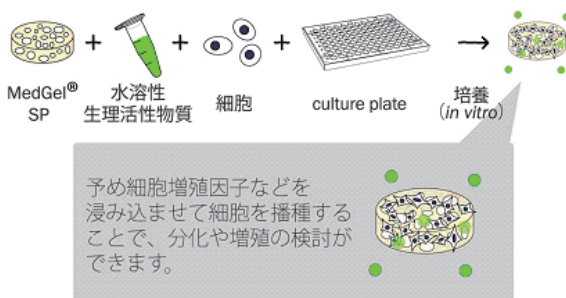 + + + →
MedGel®
SP
水溶性
生理活性物質
細胞
culture plate
培養
(in vitro)
予め細胞増殖因子などを
浸み込ませて細胞を播種する
ことで、分化や増殖の検討が
できます。